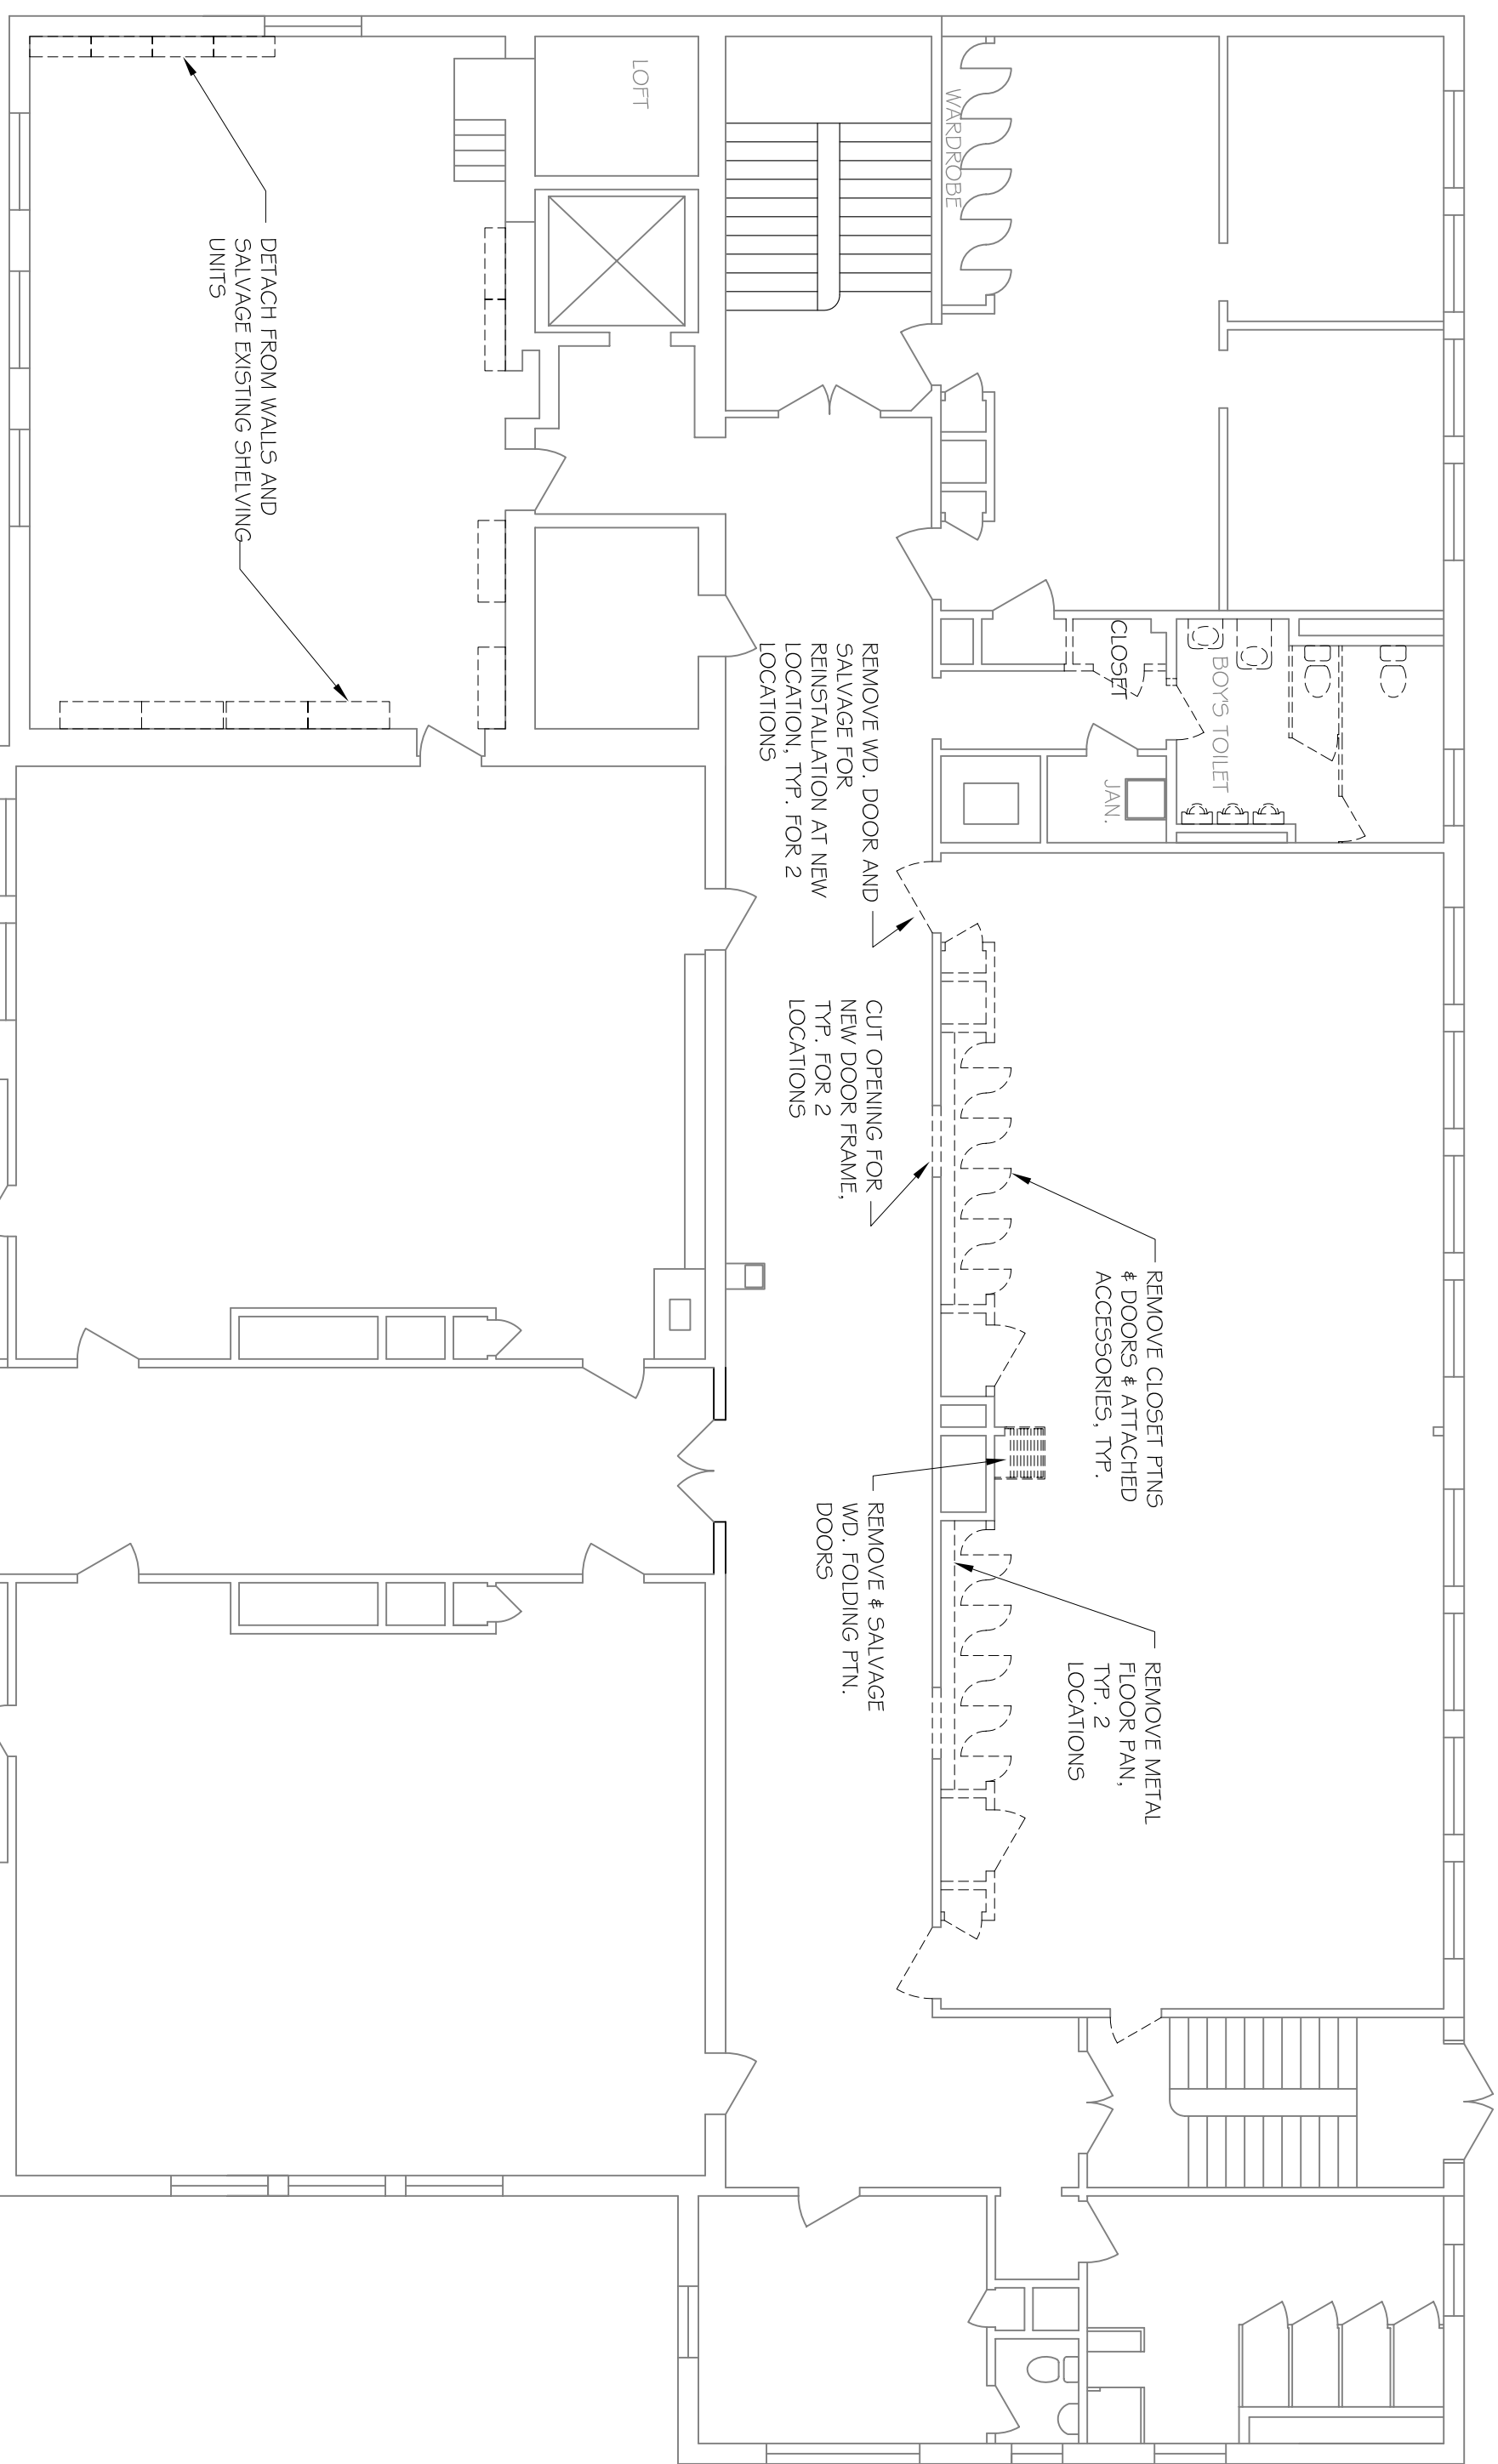 LOFT
WARDROBE
DETACH FROM WALLS AND
SALVAGE EXISTING SHELVING
UNITS
CLOSET
BOYS TOILET
JAN.
REMOVE WD. DOOR AND
SALVAGE FOR
REINSTALLATION AT NEW
LOCATION, TYP. FOR 2
LOCATIONS
CUT OPENING FOR
NEW DOOR FRAME,
TYP. FOR 2
LOCATIONS
REMOVE CLOSET PTNS
& DOORS & ATTACHED
ACCESSORIES, TYP.
REMOVE & SALVAGE
WD. FOLDING PTN.
DOORS
REMOVE METAL
FLOOR PAN,
TYP. 2
LOCATIONS